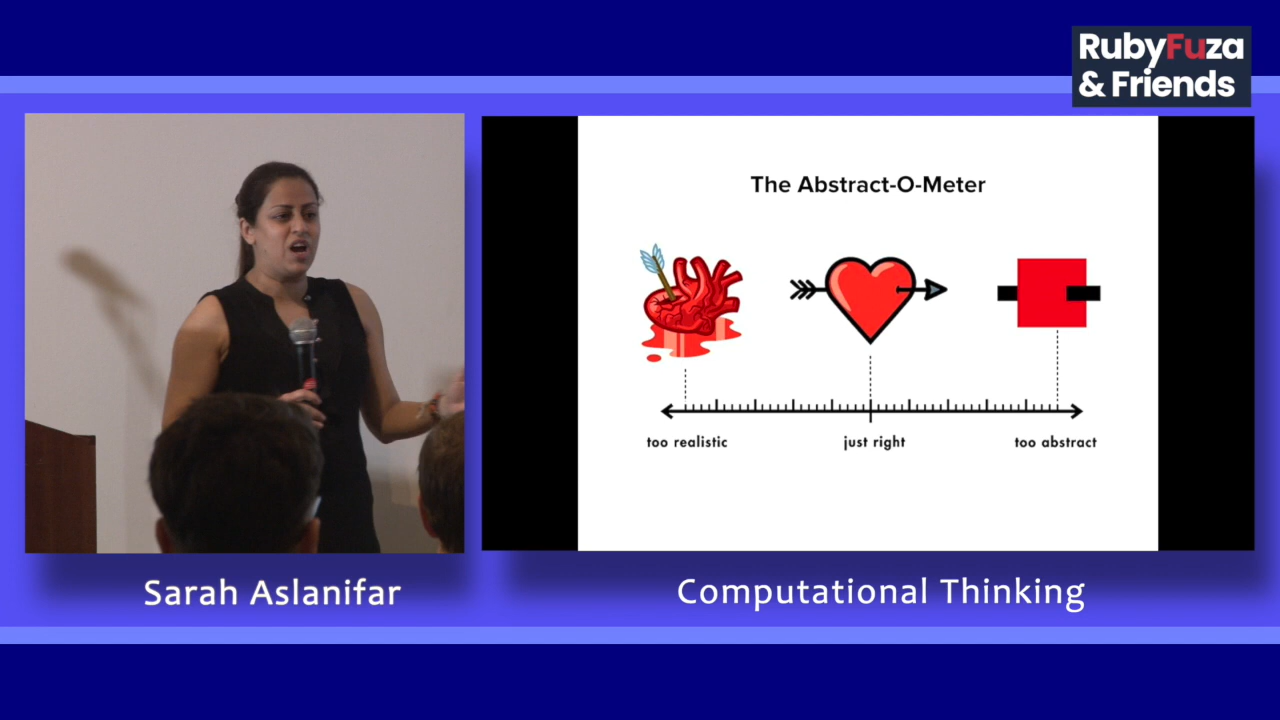 RubyFuza
& Friends
The Abstract-O-Meter
too realistic
just right
too abstract
Sarah Aslanifar
Computational Thinking